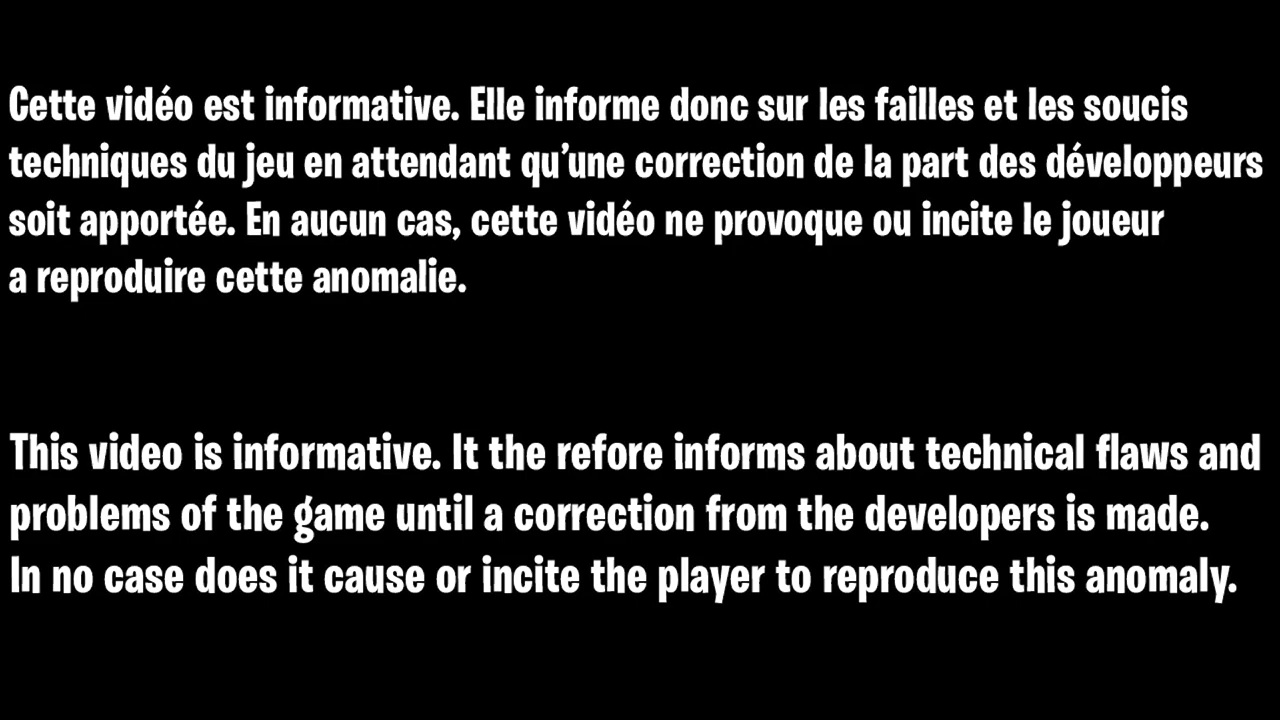 Cette vidéo est informative. Elle informe donc sur les failles et les soucis
techniques du jeu en attendant qu’une correction de la part des développeurs
soit apportée. En aucun cas, cette vidéo ne provoque ou incite le joueur
a reproduire cette anomalie.
This video is informative. It the refore informs about technical flaws and
problems of the game until a correction from the developers is made.
In no case does it cause or incite the player to reproduce this anomaly.